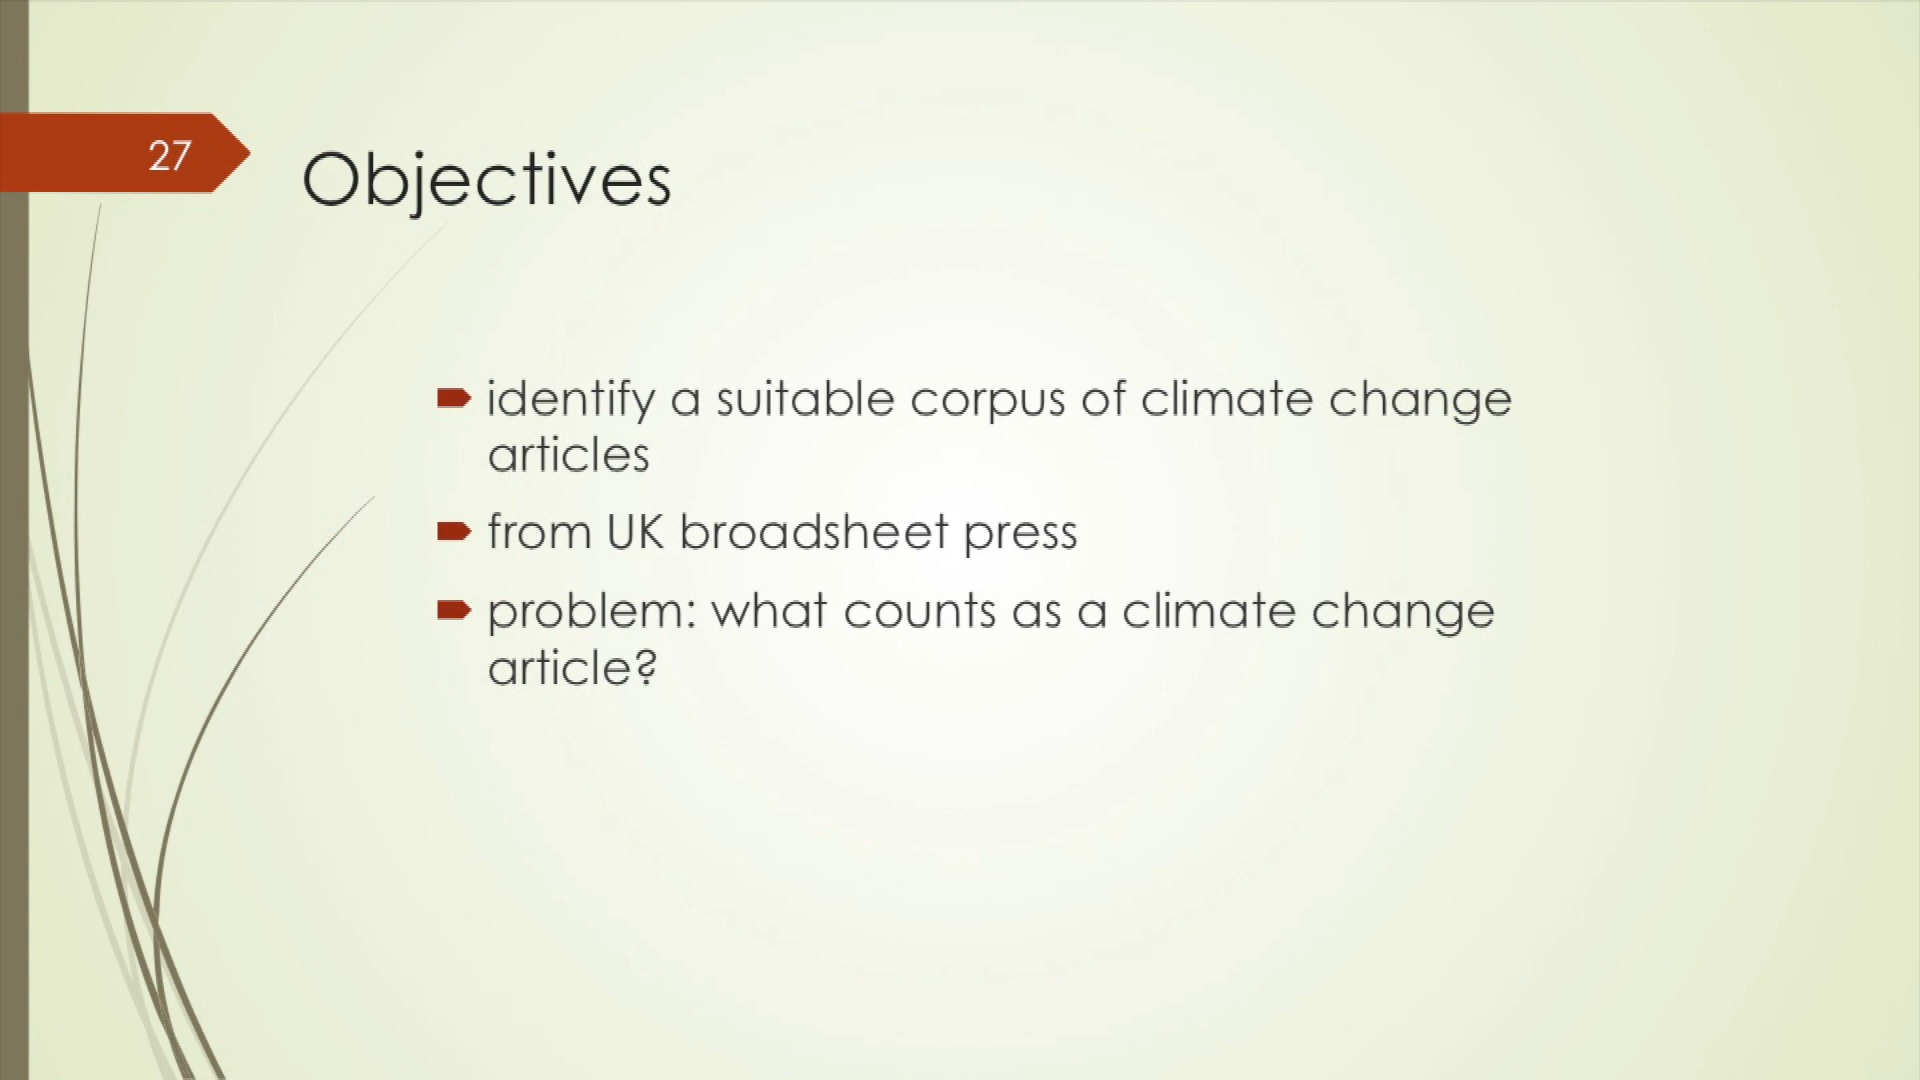 27
Objectives
identify a suitable corpus of climate change
articles
from UK broadsheet press
problem: what counts as a climate change
article?